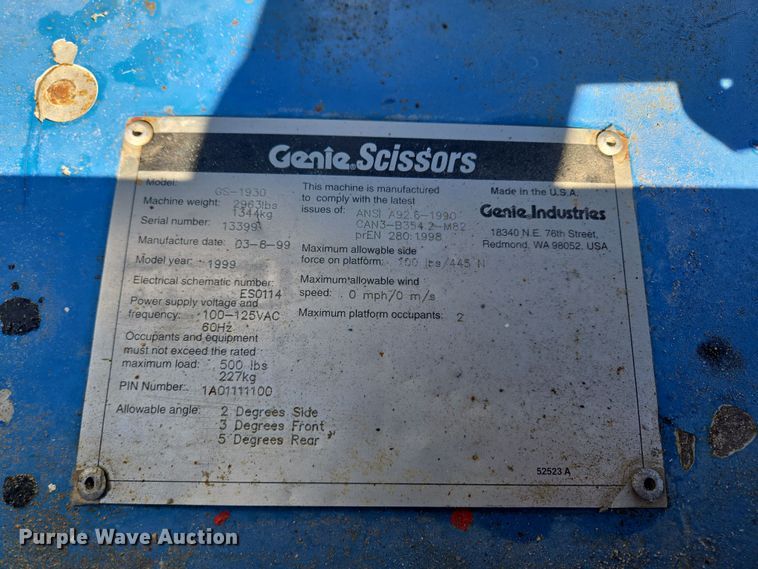 Genie Scissors
Model: GS-1930
Machine weight: 2963lbs
1344kg
Serial number: 13399
Manufacture date: 03-8-99
Model year: 1999
Electrical schematic number:
ES0114
Power supply voltage and
frequency: 100-125VAC
60Hz
Occupants and equipment
must not exceed the rated
maximum load: 500 lbs
227kg
PIN Number: 1A01111100
Allowable angle: 2 Degrees Side
3 Degrees Front
5 Degrees Rear
This machine is manufactured
to comply with the latest
issues of: ANSI A92.6-1990
CAN3-B354.2-M82
prEN 280:1998
Maximum allowable side
force on platform: 100 lbs/445 N
Maximum allowable wind
speed: 0 mph/0 m/s
Maximum platform occupants: 2
Made in the U.S.A.
Genie Industries
18340 N.E. 76th Street,
Redmond, WA 98052, USA
52523 A
Purple Wave Auction